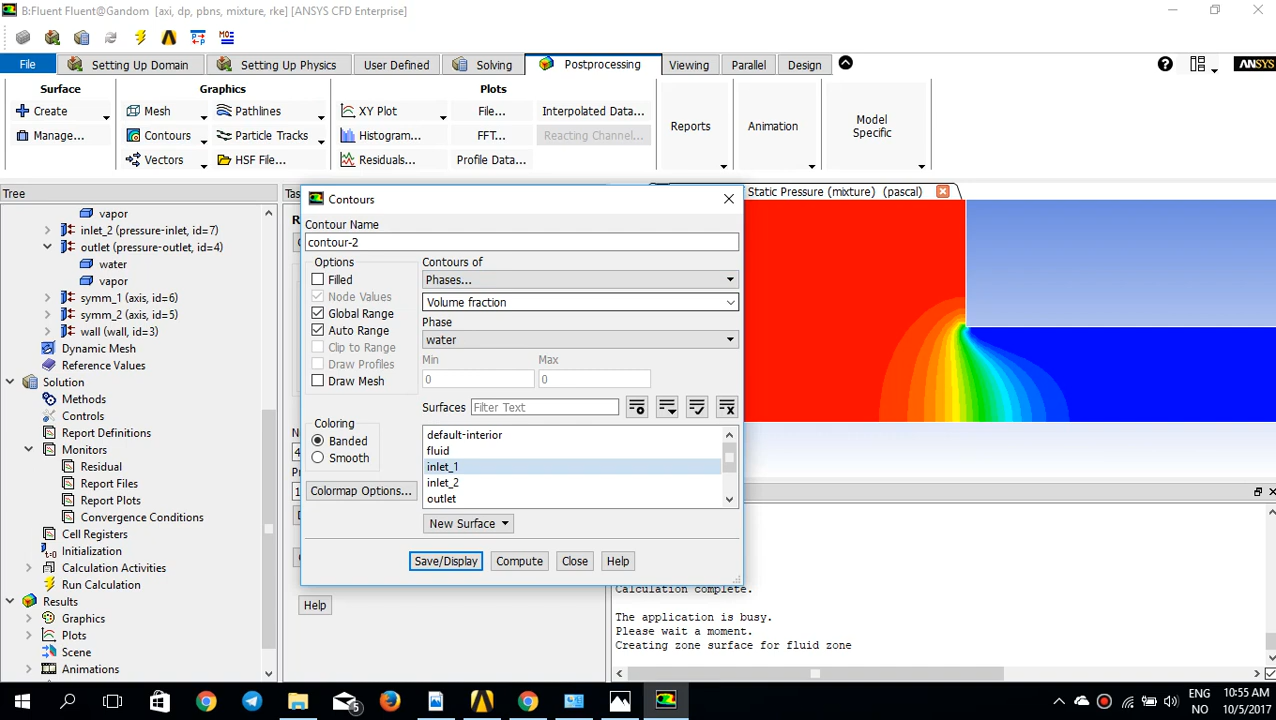 B:Fluent Fluent@Gandom [axi, dp, pbns, mixture, rke] [ANSYS CFD Enterprise]
File
Setting Up Domain
Setting Up Physics
User Defined
Solving
Postprocessing
Viewing
Parallel
Design
ANSYS
Surface
Graphics
Plots
Create
Mesh
Pathlines
XY Plot
File...
Interpolated Data...
Manage...
Contours
Particle Tracks
Histogram...
FFT...
Reacting Channel...
Vectors
HSF File...
Residuals...
Profile Data...
Reports
Animation
Model
Specific
Tree
vapor
inlet_2 (pressure-inlet, id=7)
outlet (pressure-outlet, id=4)
water
vapor
symm_1 (axis, id=6)
symm_2 (axis, id=5)
wall (wall, id=3)
Dynamic Mesh
Reference Values
Solution
Methods
Controls
Report Definitions
Monitors
Residual
Report Files
Report Plots
Convergence Conditions
Cell Registers
Initialization
Calculation Activities
Run Calculation
Results
Graphics
Plots
Scene
Animations
Tas
Contours
Contour Name
contour-2
Options
Filled
Node Values
Global Range
Auto Range
Clip to Range
Draw Profiles
Draw Mesh
Coloring
Banded
Smooth
Colormap Options...
Contours of
Phases...
Volume fraction
Phase
water
Min
Max
0
0
Surfaces
Filter Text
default-interior
fluid
inlet_1
inlet_2
outlet
New Surface
Save/Display
Compute
Close
Help
Help
Static Pressure (mixture) (pascal)
Calculation complete.
The application is busy.
Please wait a moment.
Creating zone surface for fluid zone
5
ENG
NO
10:55 AM
10/5/2017